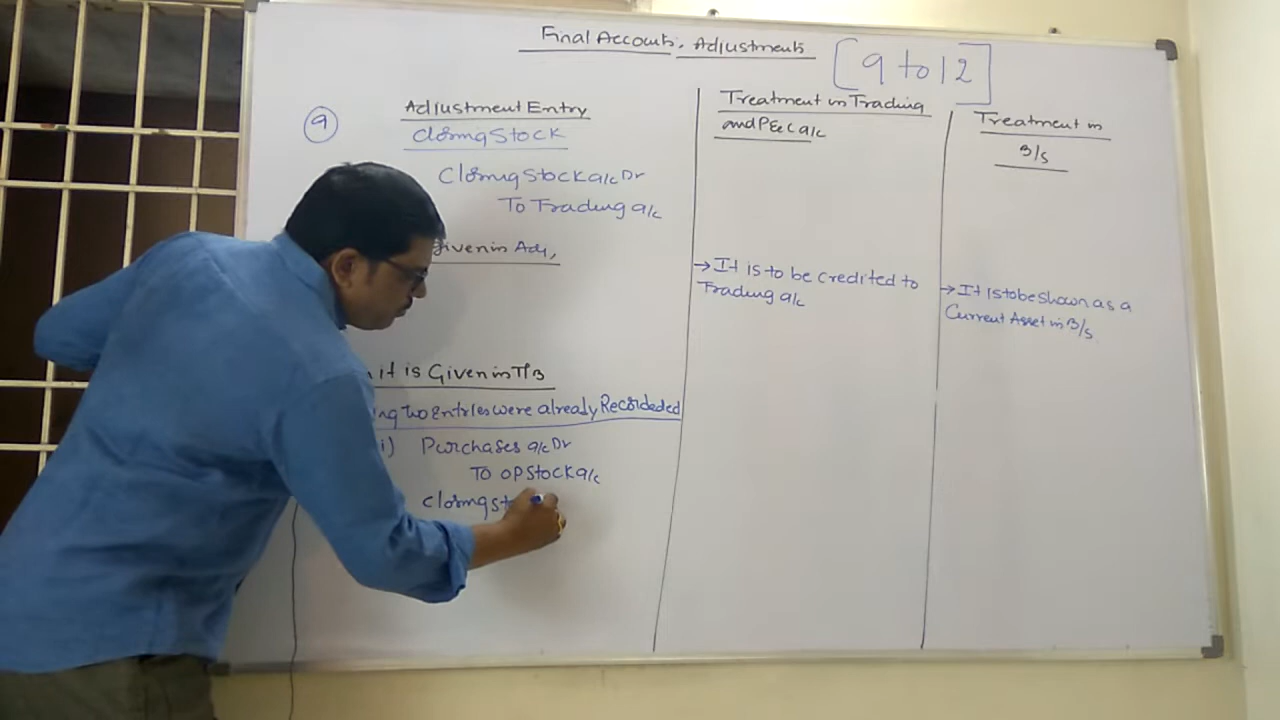 Final Accounts, Adjustments
[9 to 12]
9
Adjustment Entry
Closing Stock
Closing Stock a/c Dr
To Trading a/c
Given in Adj,
it is Given in T/B
ing two entries were already Recordeded
i) Purchases a/c Dr
To OP Stock a/c
Closing st
Treatment in Trading
and P&L a/c
→ It is to be credited to
Trading a/c
Treatment in
B/S
→ It is to be shown as a
Current Asset in B/S.